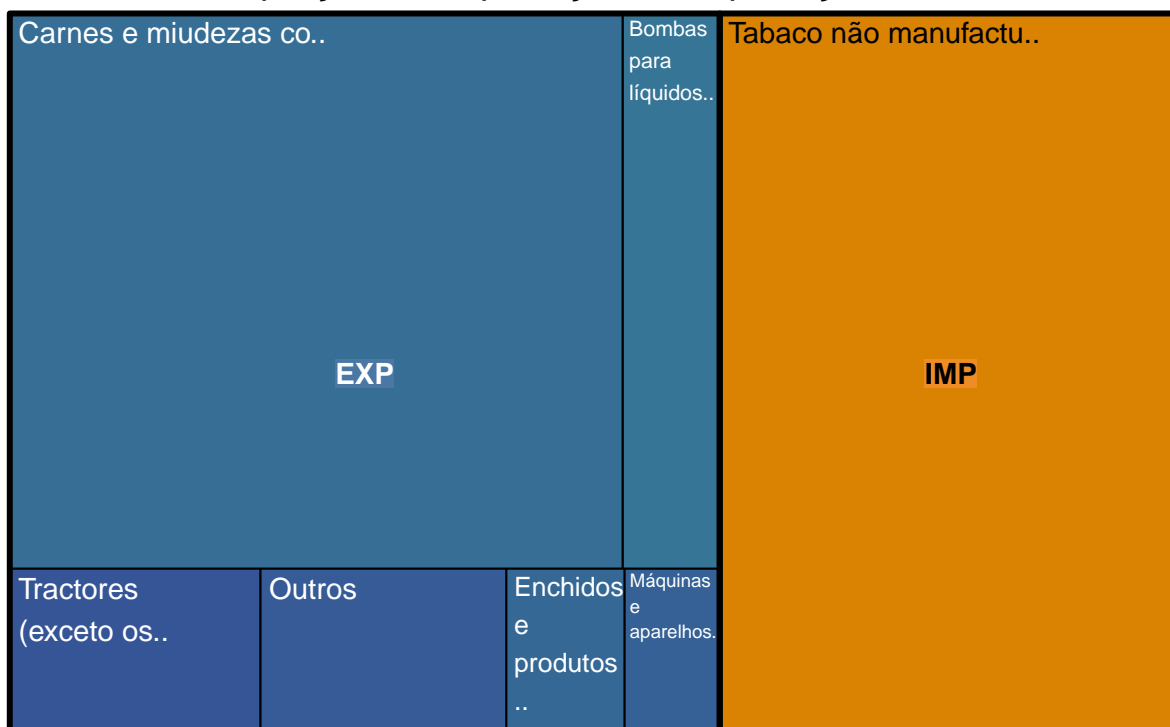 Carnes e miudezas co..
Bombas
para
líquidos..
Tabaco não manufactu..
EXP
IMP
Tractores
(exceto os..
Outros
Enchidos
e
produtos
..
Máquinas
e
aparelhos.